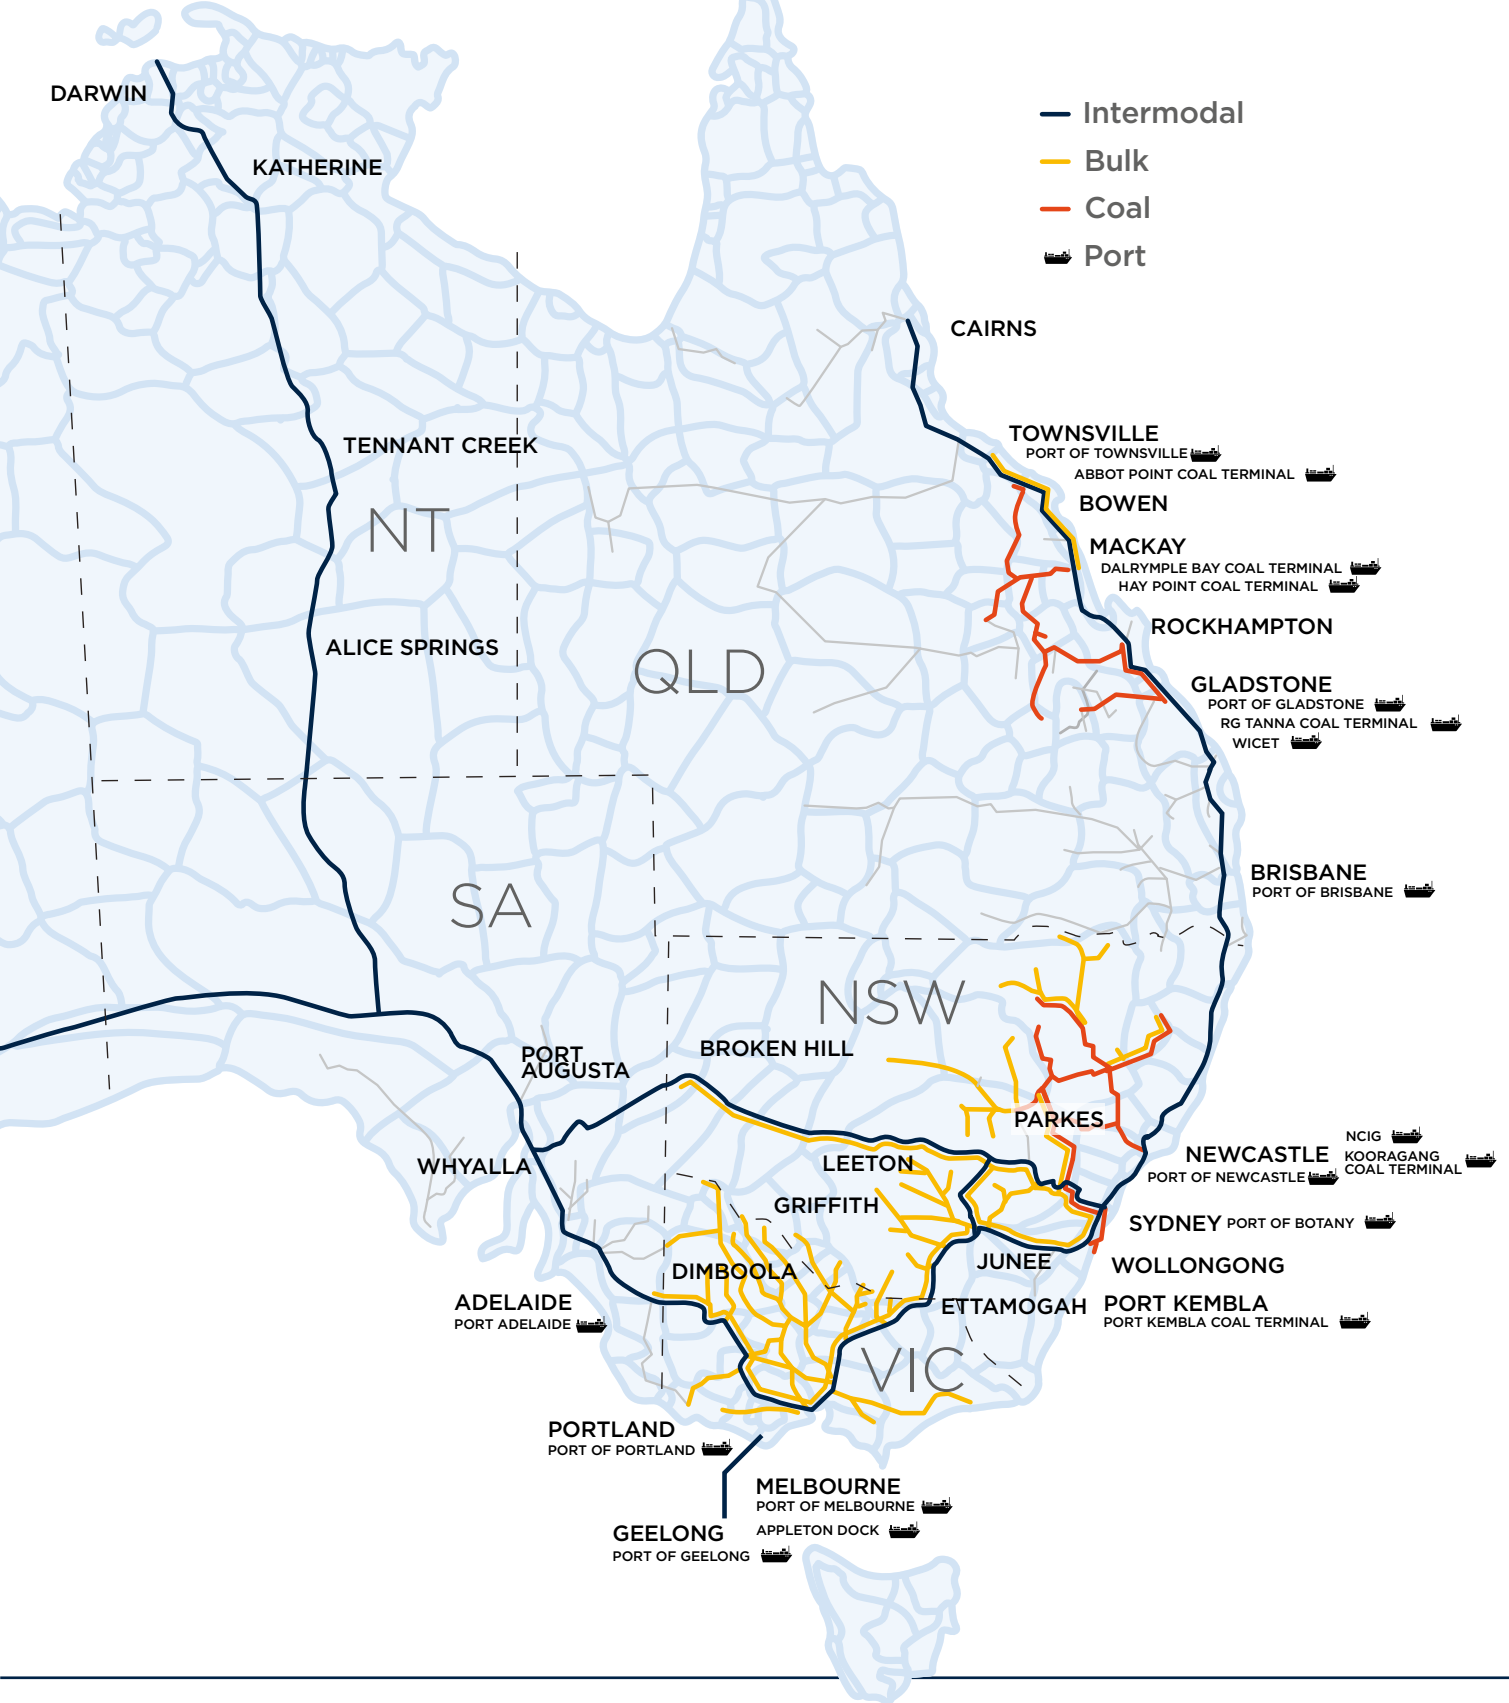 DARWIN
KATHERINE
Intermodal
Bulk
Coal
Port
CAIRNS
TENNANT CREEK
TOWNSVILLE
PORT OF TOWNSVILLE
ABBOT POINT COAL TERMINAL
BOWEN
NT
MACKAY
DALRYMPLE BAY COAL TERMINAL
HAY POINT COAL TERMINAL
ROCKHAMPTON
ALICE SPRINGS
QLD
GLADSTONE
PORT OF GLADSTONE
RG TANNA COAL TERMINAL
WICET
BRISBANE
PORT OF BRISBANE
SA
NSW
PORT
AUGUSTA
BROKEN HILL
PARKES
WHYALLA
LEETON
NEWCASTLE
PORT OF NEWCASTLE
NCIG
KOORAGANG
COAL TERMINAL
GRIFFITH
SYDNEY PORT OF BOTANY
JUNEE
WOLLONGONG
DIMBOOLA
ADELAIDE
PORT ADELAIDE
ETTAMOGAH
PORT KEMBLA
PORT KEMBLA COAL TERMINAL
VIC
PORTLAND
PORT OF PORTLAND
MELBOURNE
PORT OF MELBOURNE
APPLETON DOCK
GEELONG
PORT OF GEELONG